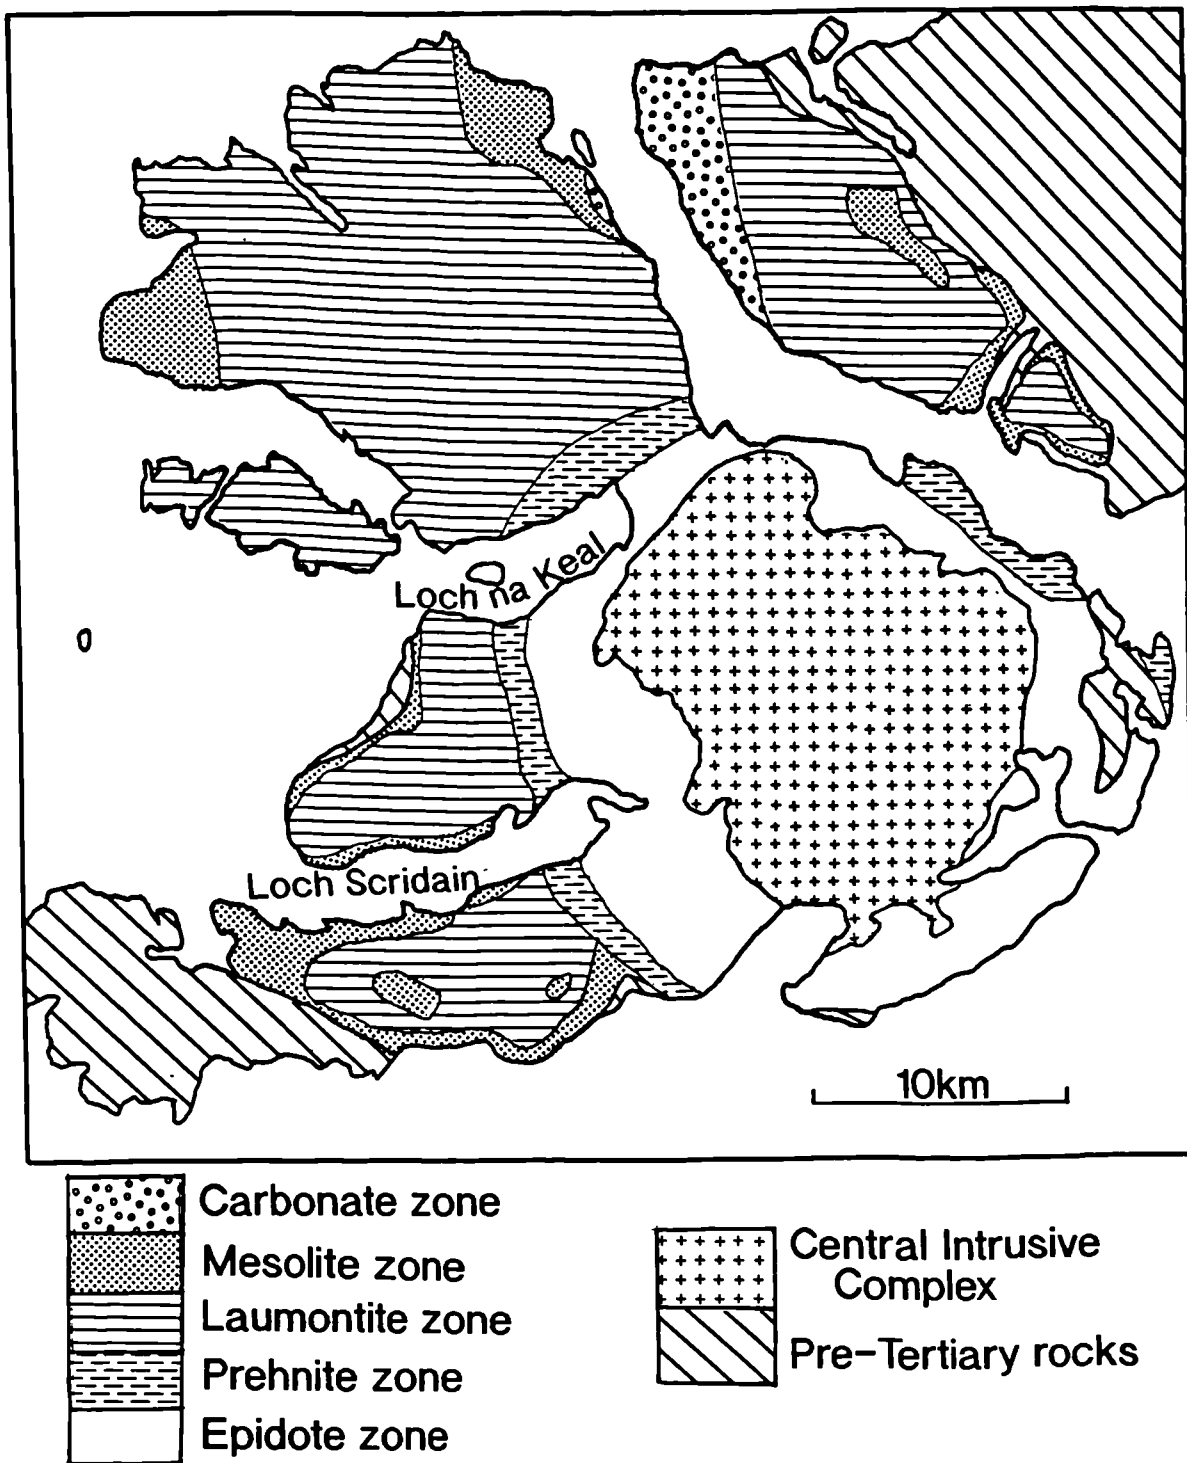 Loch na Keal
Loch Scridain
10km
Carbonate zone
Mesolite zone
Laumontite zone
Prehnite zone
Epidote zone
Central Intrusive
Complex
Pre-Tertiary rocks